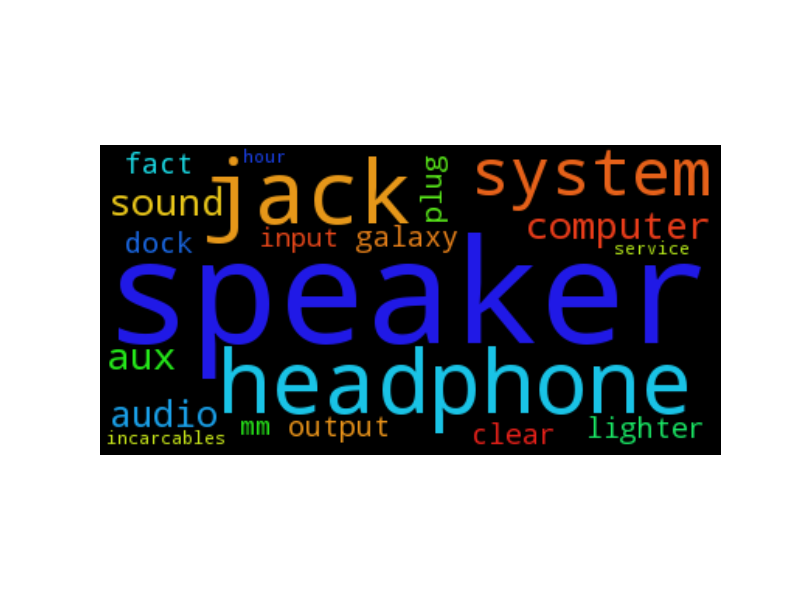 fact
hour
jack
plug
system
sound
computer
dock
input
galaxy
service
speaker
aux
headphone
audio
mm
output
clear
lighter
incarcables